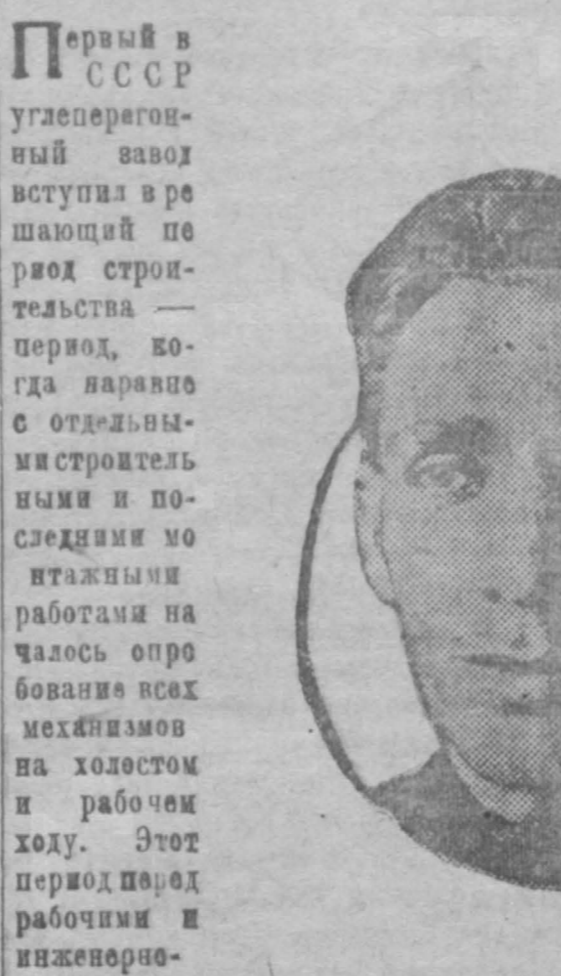 Первый в
СССР
углеперегон-
ный завод
вступил в ре
шающий пе
риод строи-
тельства —
период, ко-
гда наравне
с отдельны-
ми строитель
ными и по-
следними мо
нтажными
работами на
чалось опро
бование всех
механизмов
на холостом
и рабочем
ходу. Этот
период перед
рабочими и
инженерно-